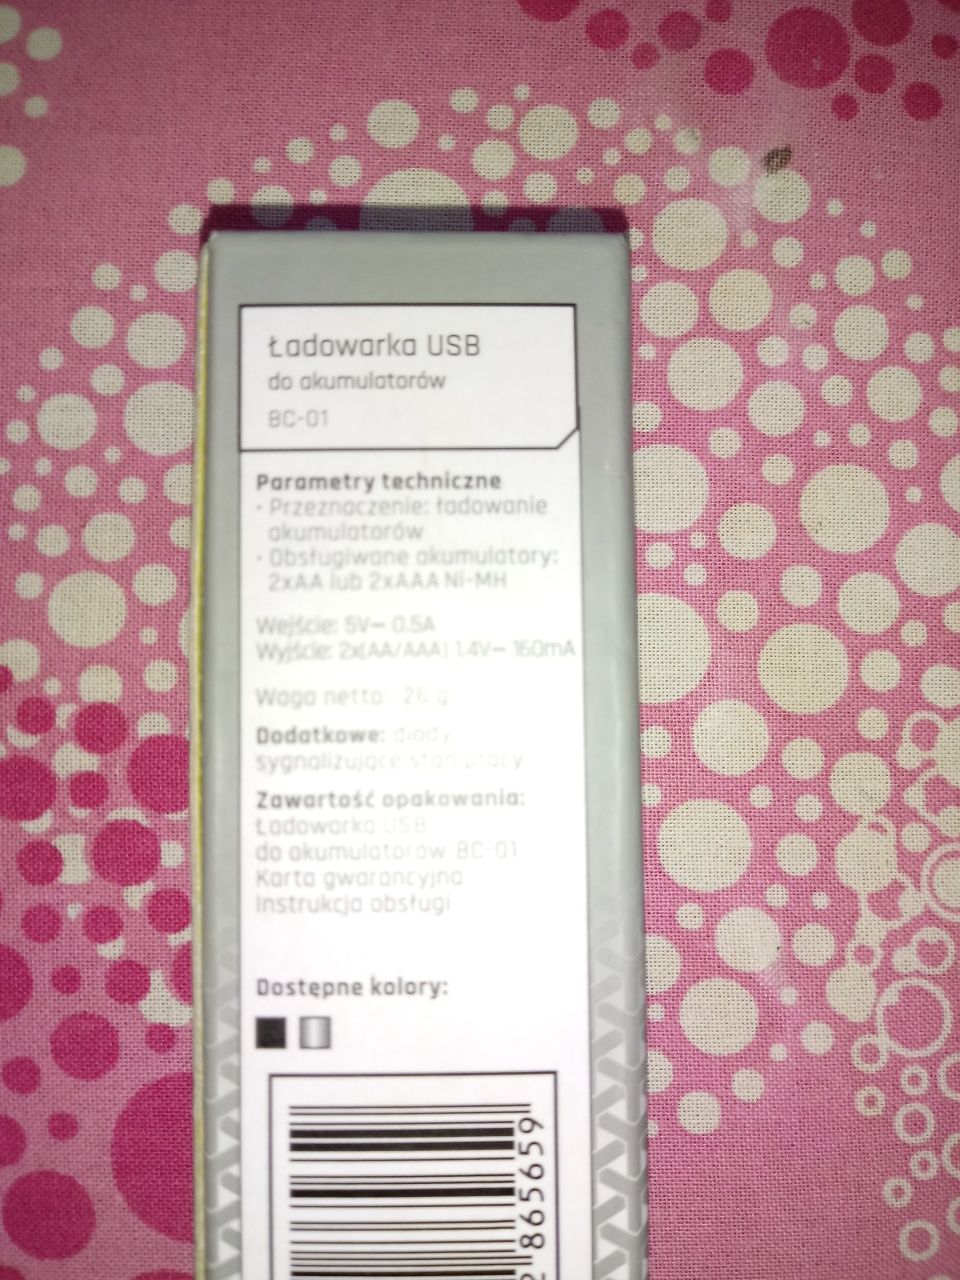 Ładowarka USB
do akumulatorów
BC-01
Parametry techniczne
· Przeznaczenie: ładowanie
akumulatorów
· Obsługiwane akumulatory:
2xAA lub 2xAAA Ni-MH
Wejście: 5V⎓ 0.5A
Wyjście: 2x(AA/AAA) 1.4V⎓ 160mA
Waga netto: 26 g
Dodatkowe: diody
sygnalizujące stan pracy
Zawartość opakowania:
Ładowarka USB
do akumulatorów BC-01
Karta gwarancyjna
Instrukcja obsługi
Dostępne kolory:
865659